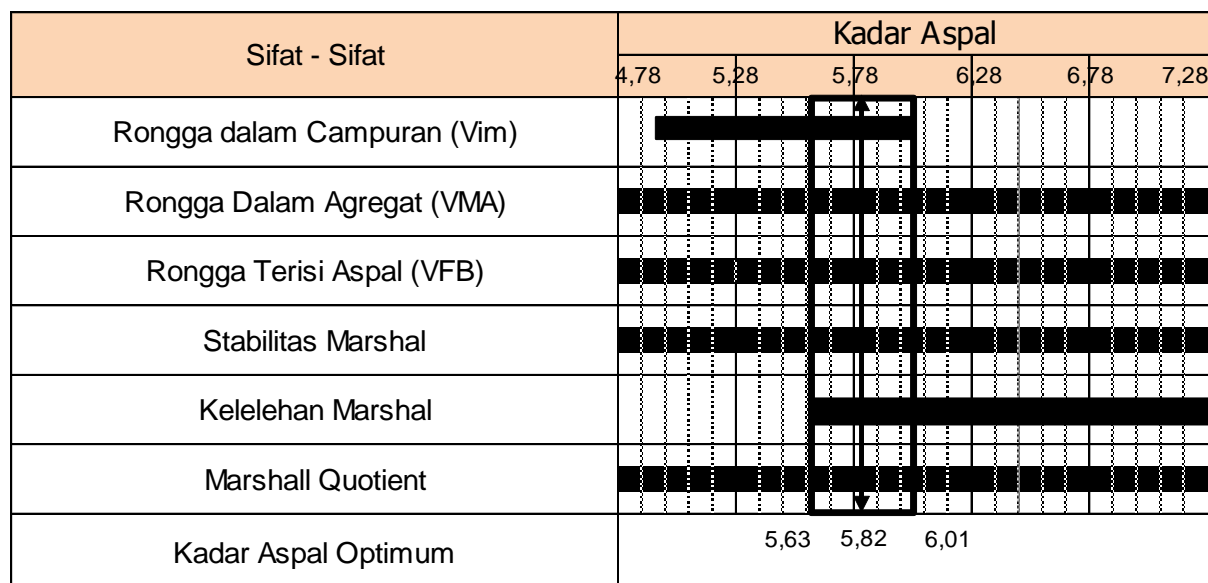 Sifat - Sifat
Kadar Aspal
4,78 5,28 5,78 6,28 6,78 7,28
Rongga dalam Campuran (Vim)
Rongga Dalam Agregat (VMA)
Rongga Terisi Aspal (VFB)
Stabilitas Marshal
Kelelehan Marshal
Marshall Quotient
Kadar Aspal Optimum
5,63 5,82 6,01